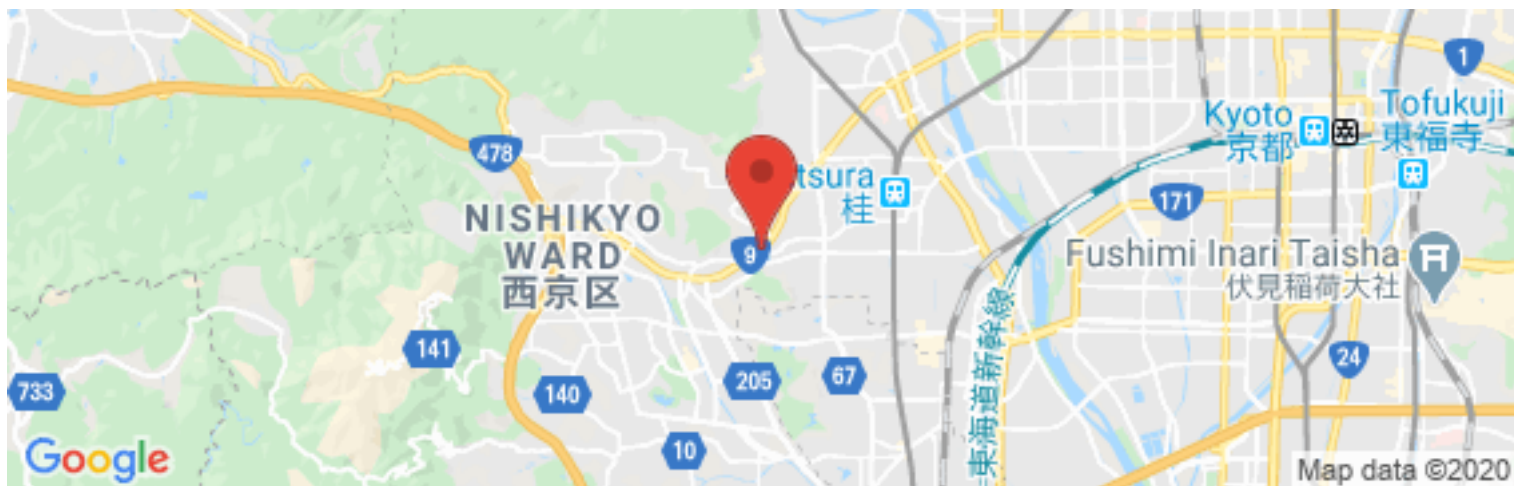 1
Kyoto
京都
Tofukuji
東福寺
478
tsura
桂
171
NISHIKYO
WARD
西京区
9
Fushimi Inari Taisha
伏見稲荷大社
東海道新幹線
141
24
733
140
205
67
10
Google
Map data ©2020